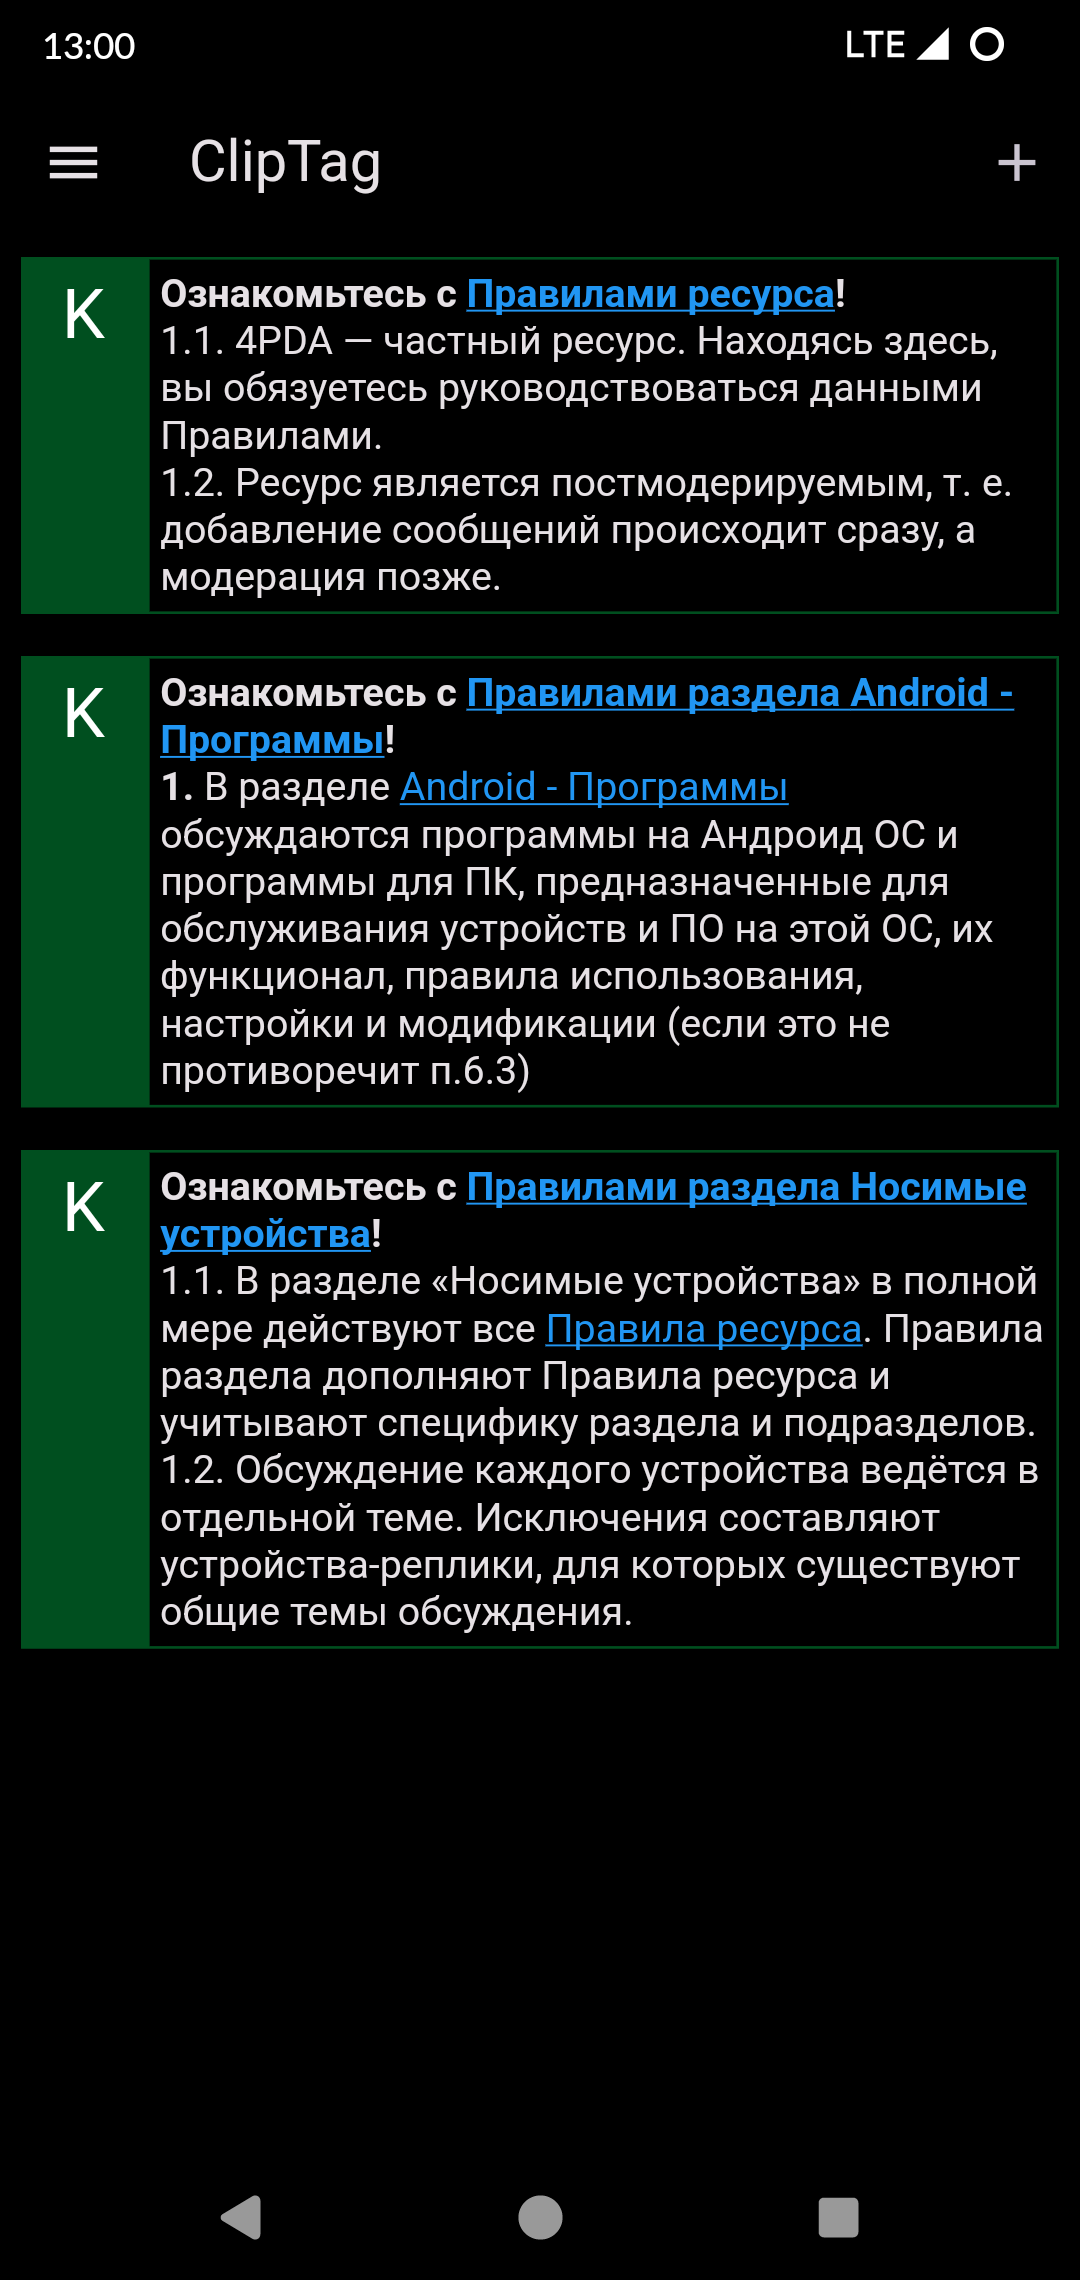 13:00
LTE
ClipTag
K
Ознакомьтесь с Правилами ресурса!
1.1. 4PDA — частный ресурс. Находясь здесь,
вы обязуетесь руководствоваться данными
Правилами.
1.2. Ресурс является постмодерируемым, т. е.
добавление сообщений происходит сразу, а
модерация позже.
K
Ознакомьтесь с Правилами раздела Android -
Программы!
1. В разделе Android - Программы
обсуждаются программы на Андроид ОС и
программы для ПК, предназначенные для
обслуживания устройств и ПО на этой ОС, их
функционал, правила использования,
настройки и модификации (если это не
противоречит п.6.3)
K
Ознакомьтесь с Правилами раздела Носимые
устройства!
1.1. В разделе «Носимые устройства» в полной
мере действуют все Правила ресурса. Правила
раздела дополняют Правила ресурса и
учитывают специфику раздела и подразделов.
1.2. Обсуждение каждого устройства ведётся в
отдельной теме. Исключения составляют
устройства-реплики, для которых существуют
общие темы обсуждения.